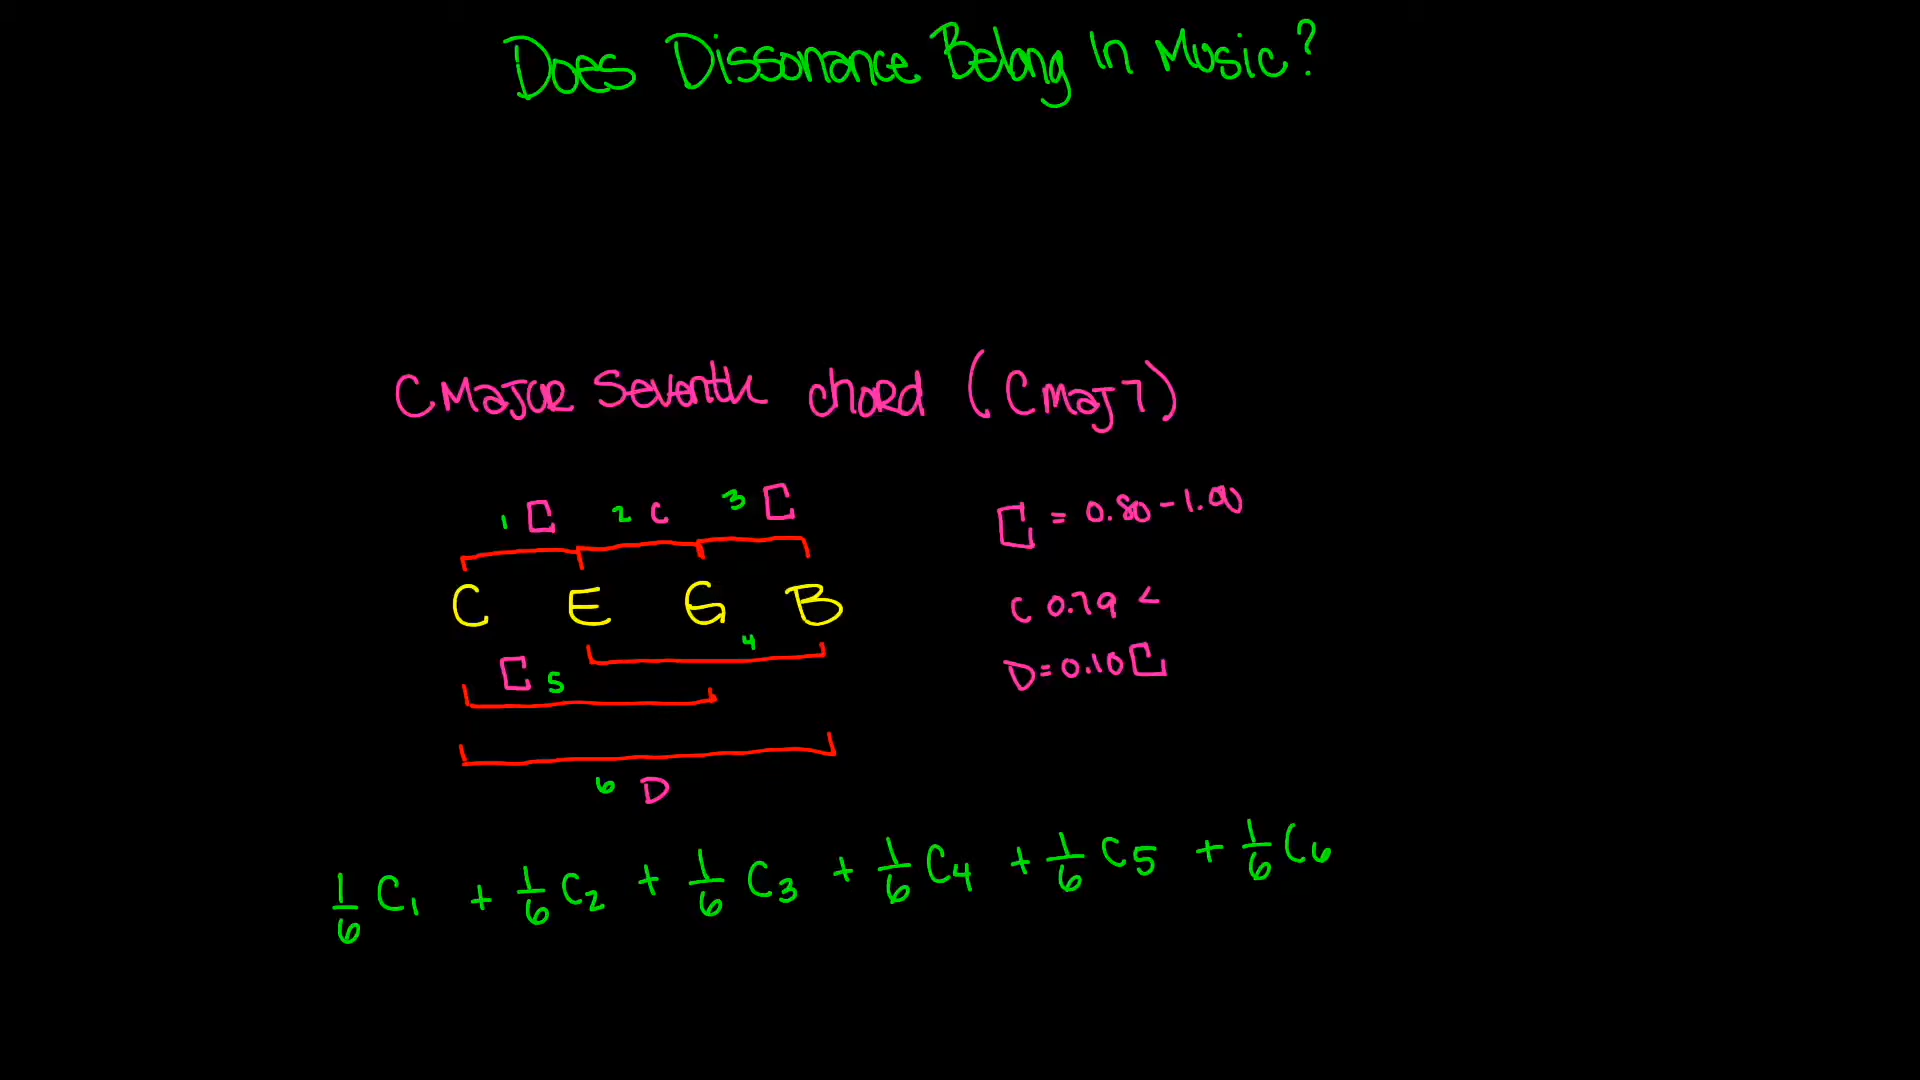 Does Dissonance Belong In Music?
C Major Seventh chord (Cmaj7)
1 C 2 c 3 C
C = 0.80 - 1.00
C E G B
c 0.79 <
4
C 5
D = 0.10 C
6 D
1/6 C1 + 1/6 C2 + 1/6 C3 + 1/6 C4 + 1/6 C5 + 1/6 C6